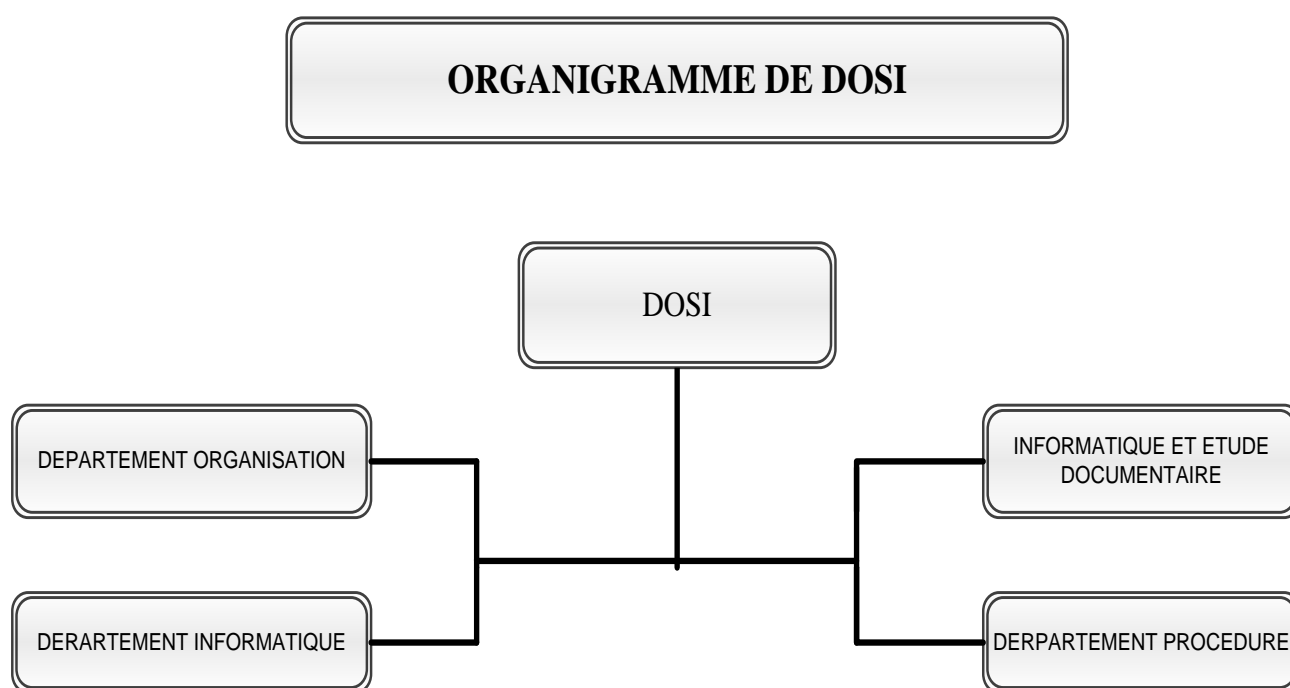 ORGANIGRAMME DE DOSI
DOSI
DEPARTEMENT ORGANISATION
INFORMATIQUE ET ETUDE
DOCUMENTAIRE
DERARTEMENT INFORMATIQUE
DERPARTEMENT PROCEDURE